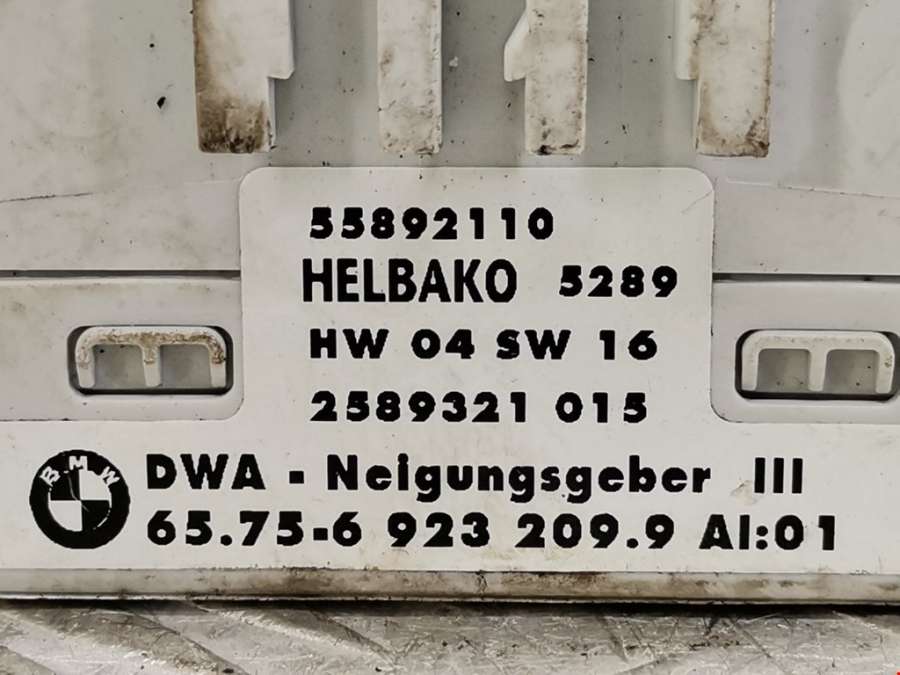 55892110
HELBAKO 5289
HW 04 SW 16
2589321 015
BMW
DWA - Neigungsgeber III
65.75-6 923 209.9 AI:01